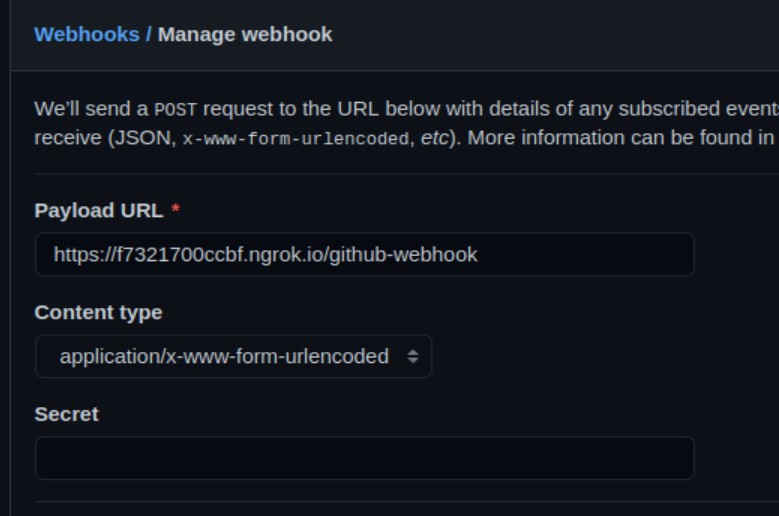 Webhooks / Manage webhook
We'll send a POST request to the URL below with details of any subscribed events
receive (JSON, x-www-form-urlencoded, etc). More information can be found in
Payload URL *
https://f7321700ccbf.ngrok.io/github-webhook
Content type
application/x-www-form-urlencoded
Secret